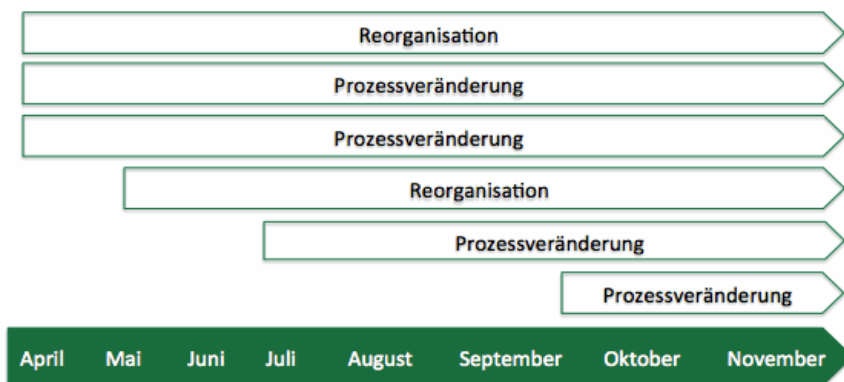 Reorganisation
Prozessveränderung
Prozessveränderung
Reorganisation
Prozessveränderung
Prozessveränderung
April Mai Juni Juli August September Oktober November